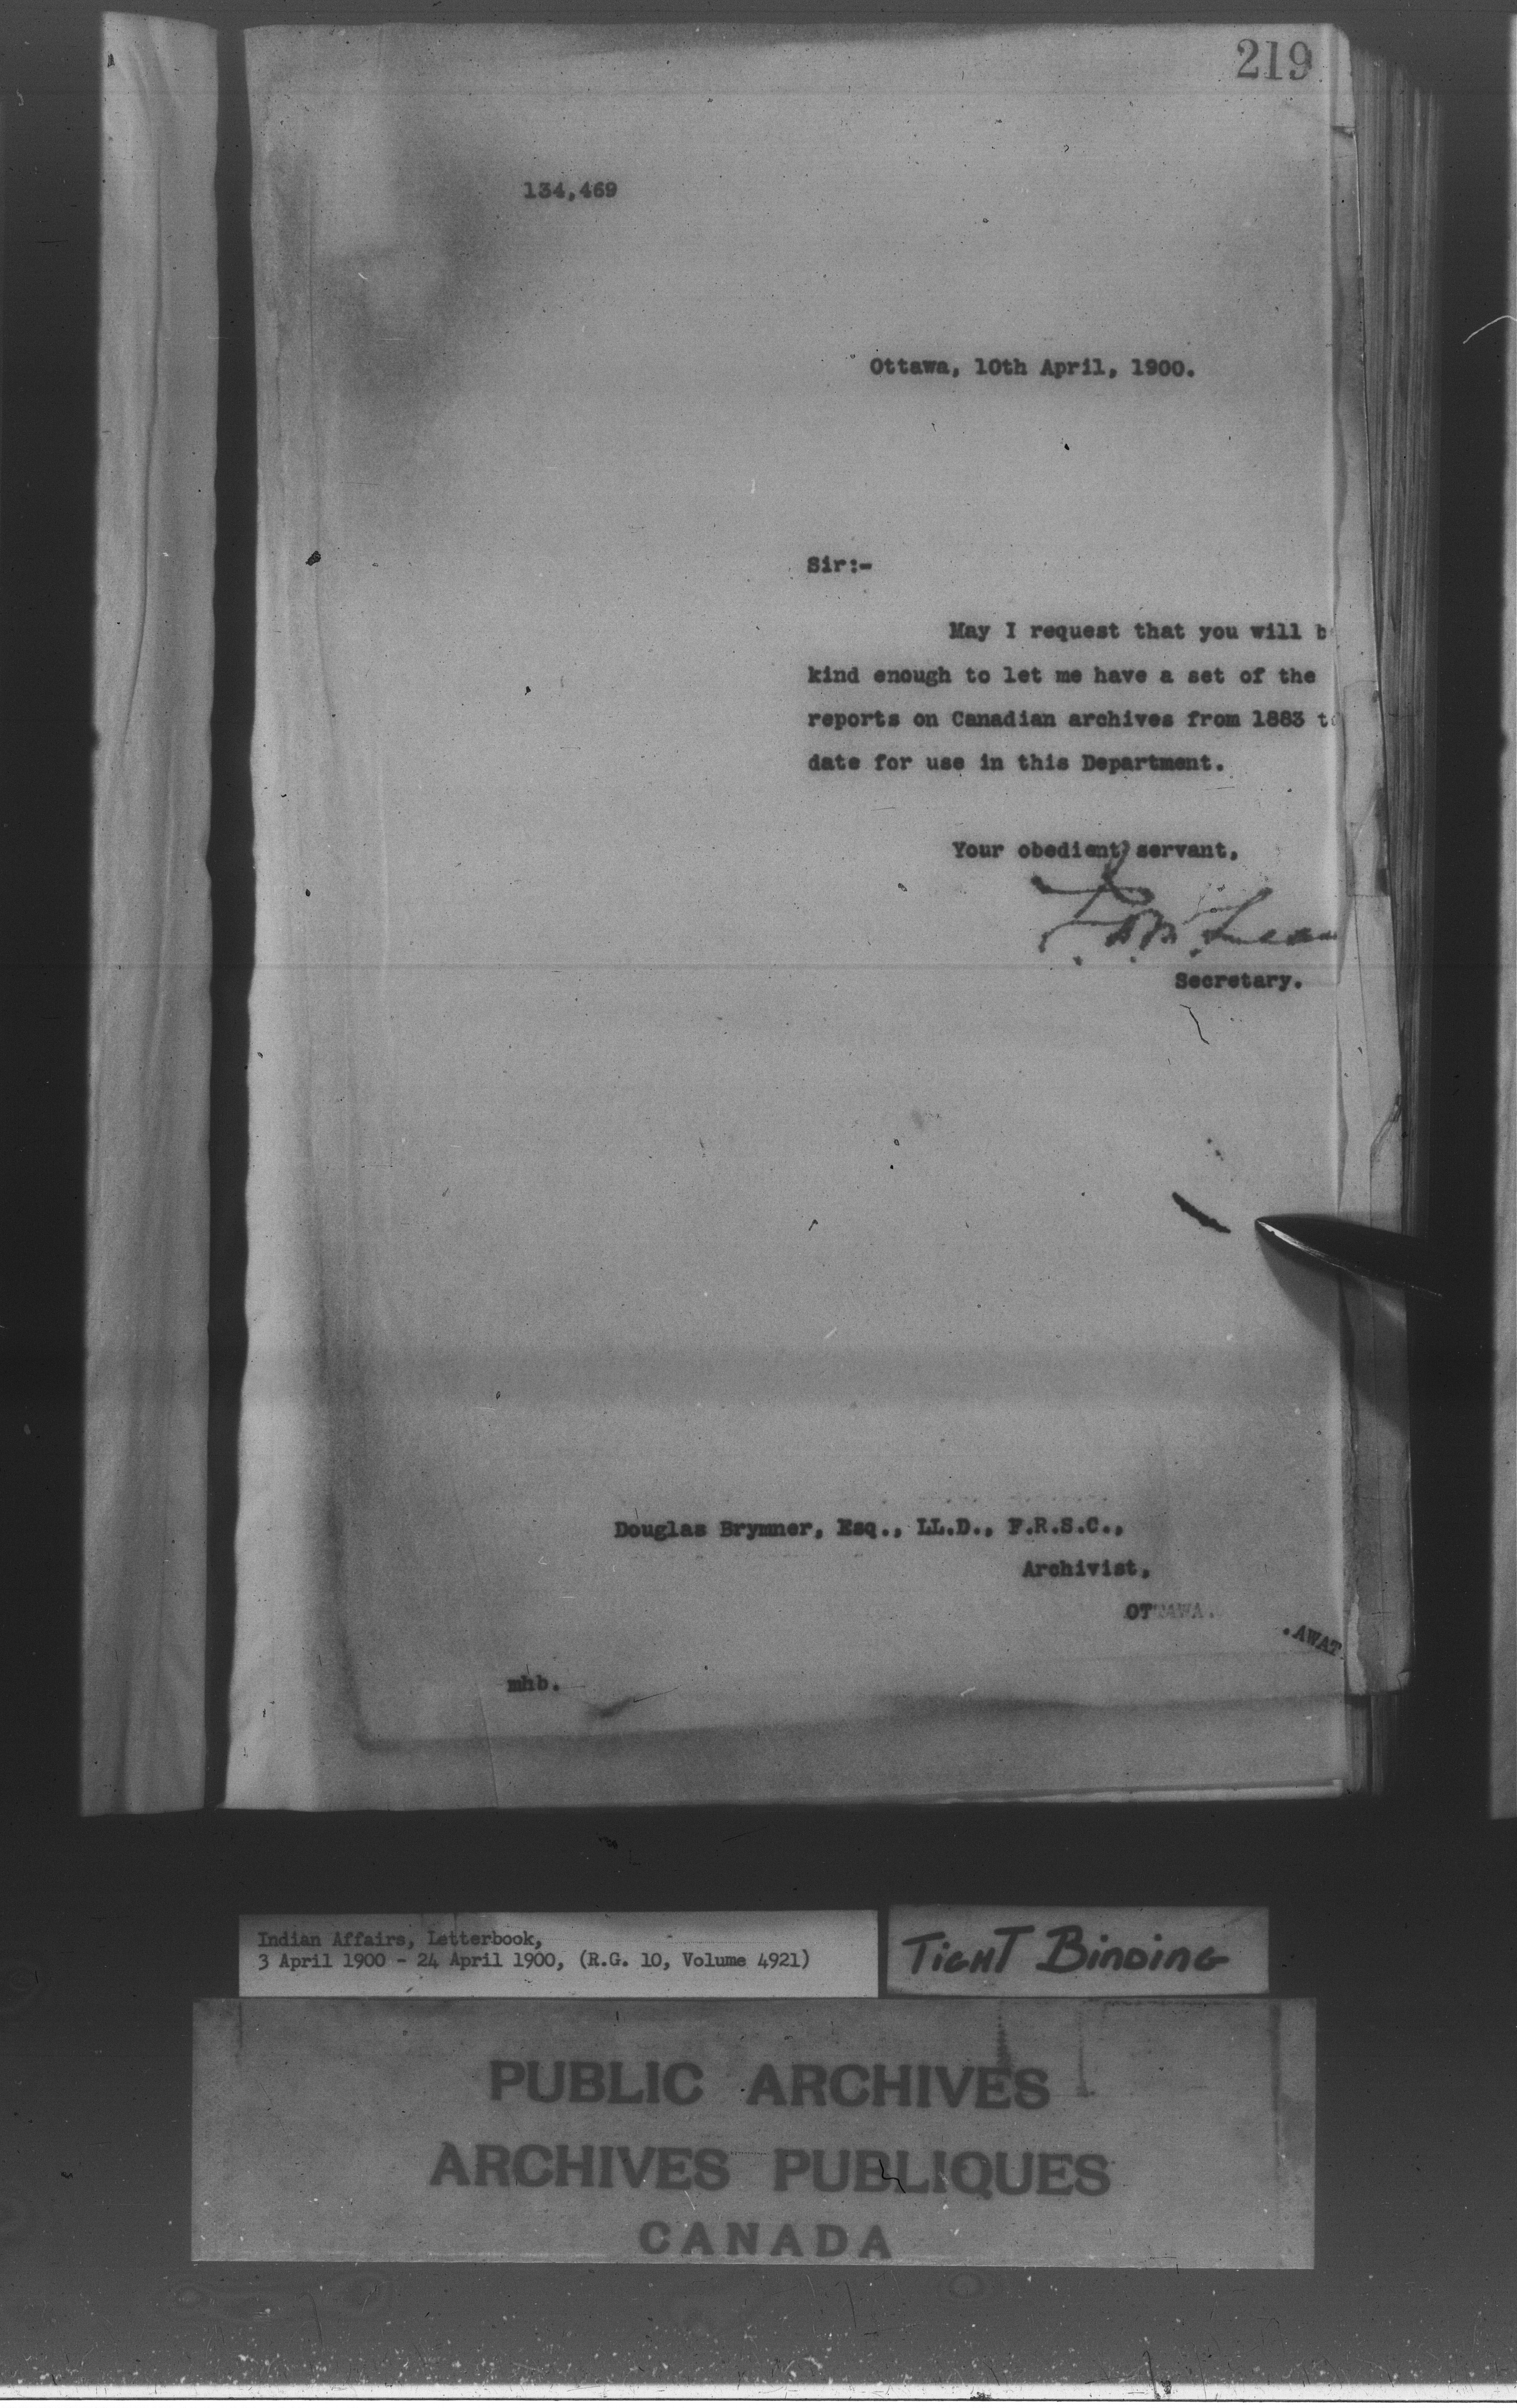 219
134,469
Ottawa, 10th April, 1900.
Sir:-
May I request that you will b
kind enough to let me have a set of the
reports on Canadian archives from 1883 to
date for use in this Department.
Your obedient servant,
Secretary.
Douglas Brymner, Esq., LL.D., F.R.S.C.,
Archivist,
OTTAWA.
.AWAT
mhb.
Indian Affairs, Letterbook,
3 April 1900 - 24 April 1900, (R.G. 10, Volume 4921)
TIGHT BINDING
PUBLIC ARCHIVES
ARCHIVES PUBLIQUES
CANADA